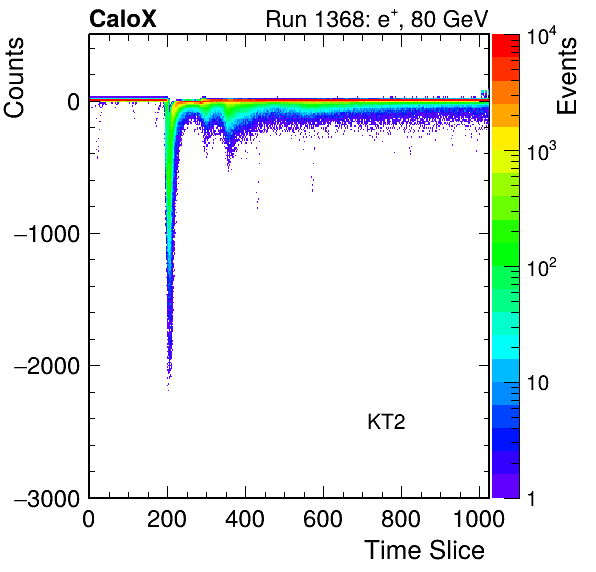 CaloX Run 1368: e⁺, 80 GeV
Counts
0
−1000
−2000
−3000
0 200 400 600 800 1000
Time Slice
KT2
Events
10⁴
10³
10²
10
1